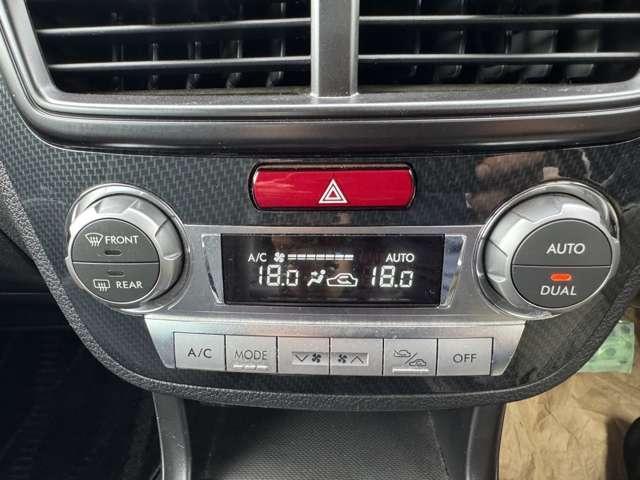 FRONT
REAR
A/C AUTO
18.0 18.0
AUTO
DUAL
A/C MODE OFF